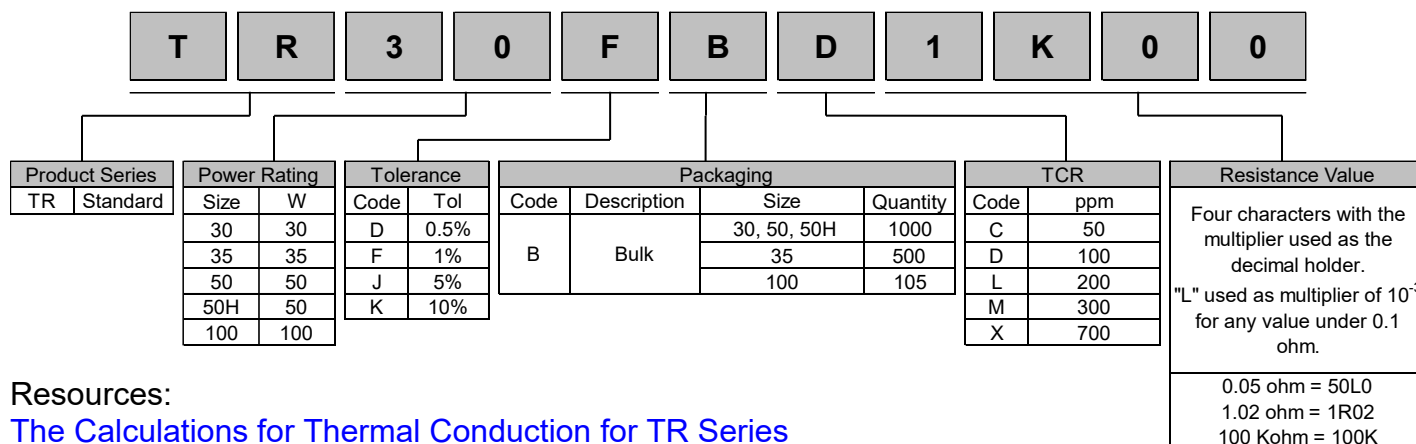 T R 3 0 F B D 1 K 0 0
Product Series
TR Standard
Power Rating
Size W
30 30
35 35
50 50
50H 50
100 100
Tolerance
Code Tol
D 0.5%
F 1%
J 5%
K 10%
Packaging
Code Description Size Quantity
B Bulk 30, 50, 50H 1000
35 500
100 105
TCR
Code ppm
C 50
D 100
L 200
M 300
X 700
Resistance Value
Four characters with the
multiplier used as the
decimal holder.
"L" used as multiplier of 10⁻³
for any value under 0.1
ohm.
0.05 ohm = 50L0
1.02 ohm = 1R02
100 Kohm = 100K
Resources:
The Calculations for Thermal Conduction for TR Series